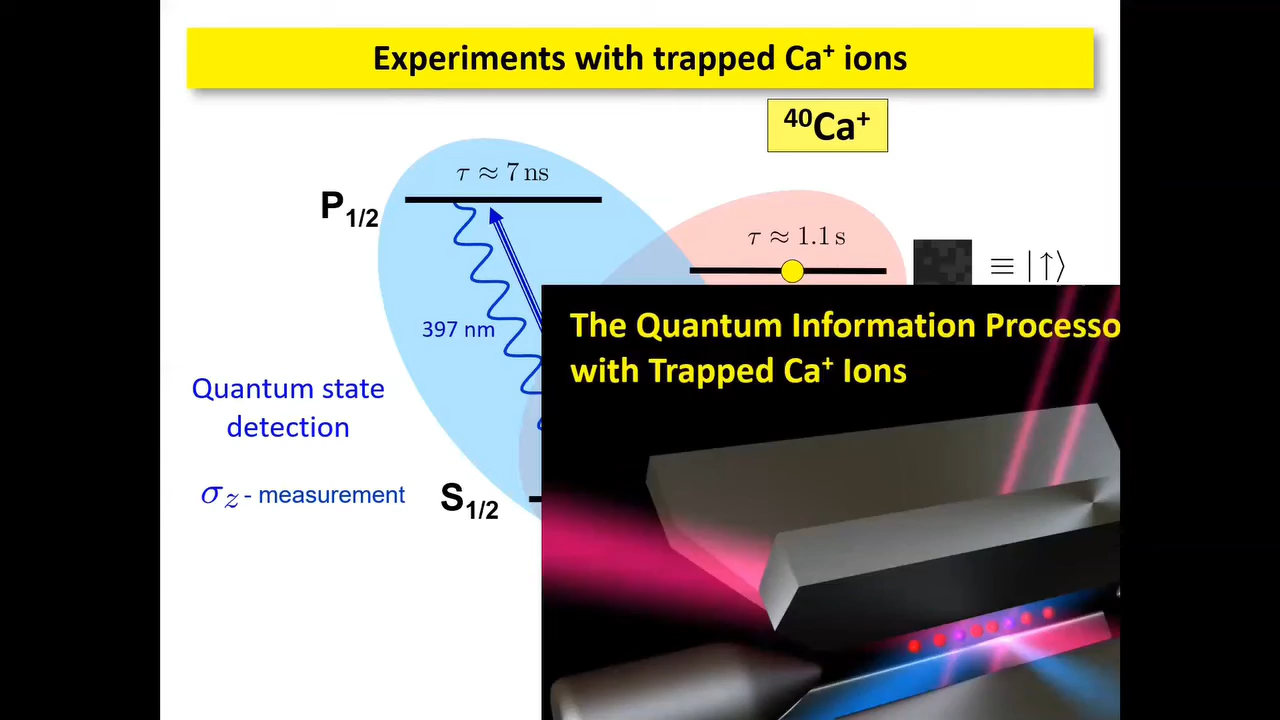 Experiments with trapped Ca⁺ ions
⁴⁰Ca⁺
τ ≈ 7 ns
P₁/₂
τ ≈ 1.1 s
≡ |↑⟩
397 nm
The Quantum Information Processo
with Trapped Ca⁺ Ions
Quantum state
detection
σ_z - measurement
S₁/₂